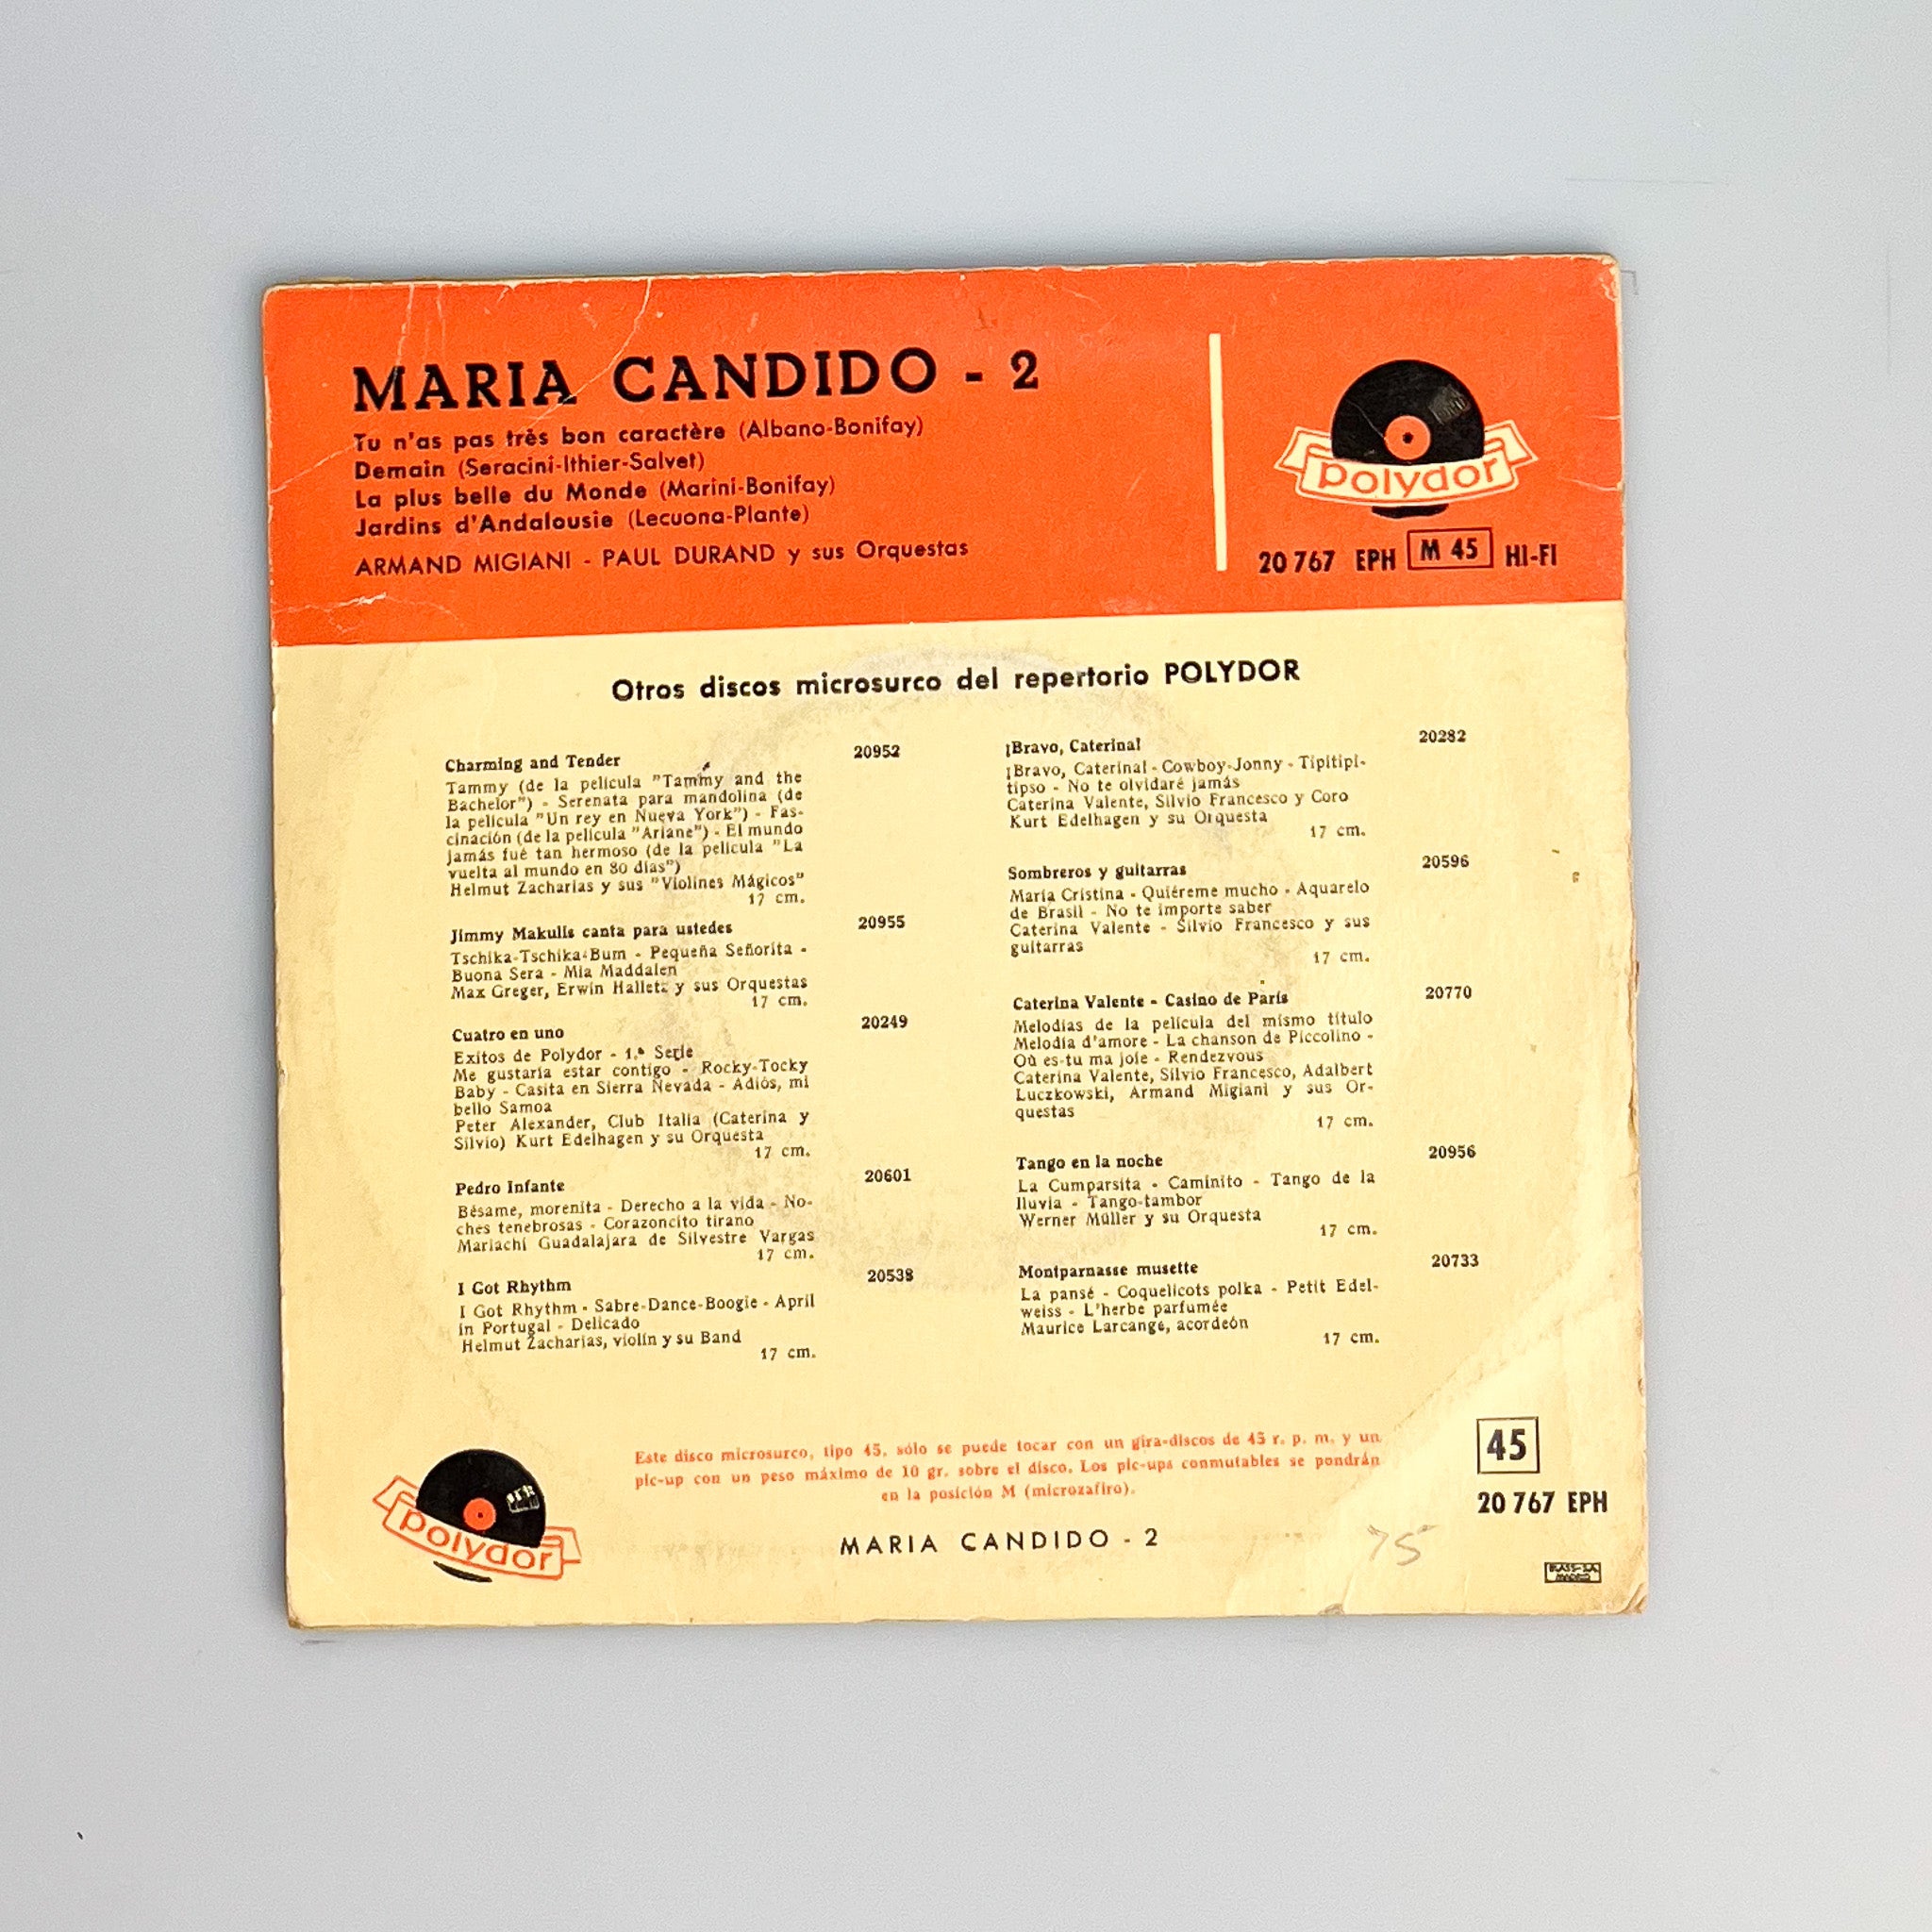 MARIA CANDIDO - 2
Tu n'as pas très bon caractère (Albano-Bonifay)
Demain (Seracini-Ithier-Salvet)
La plus belle du Monde (Marini-Bonifay)
Jardins d'Andalousie (Lecuona-Plante)
ARMAND MIGIANI - PAUL DURAND y sus Orquestas
polydor
20 767 EPH M 45 HI-FI
Otros discos microsurco del repertorio POLYDOR
Charming and Tender 20952
Tammy (de la película "Tammy and the
Bachelor") - Serenata para mandolina (de
la película "Un rey en Nueva York") - Fas-
cinación (de la película "Ariane") - El mundo
jamás fué tan hermoso (de la película "La
vuelta al mundo en 80 días")
Helmut Zacharias y sus "Violines Mágicos"
17 cm.
Jimmy Makulis canta para ustedes 20955
Tschika-Tschika-Bum - Pequeña Señorita -
Buona Sera - Mia Maddalen
Max Greger, Erwin Halletz y sus Orquestas
17 cm.
Cuatro en uno 20249
Exitos de Polydor - 1.ª Serie
Me gustaría estar contigo - Rocky-Tocky
Baby - Casita en Sierra Nevada - Adiós, mi
bello Samoa
Peter Alexander, Club Italia (Caterina y
Silvio) Kurt Edelhagen y su Orquesta
17 cm.
Pedro Infante 20601
Bésame, morenita - Derecho a la vida - No-
ches tenebrosas - Corazoncito tirano
Mariachi Guadalajara de Silvestre Vargas
17 cm.
I Got Rhythm 20538
I Got Rhythm - Sabre-Dance-Boogie - April
in Portugal - Delicado
Helmut Zacharias, violín y su Band
17 cm.
¡Bravo, Caterina! 20282
¡Bravo, Caterina! - Cowboy-Jonny - Tipitipi-
tipso - No te olvidaré jamás
Caterina Valente, Silvio Francesco y Coro
Kurt Edelhagen y su Orquesta
17 cm.
Sombreros y guitarras 20596
María Cristina - Quiéreme mucho - Aquarelo
de Brasil - No te importe saber
Caterina Valente - Silvio Francesco y sus
guitarras
17 cm.
Caterina Valente - Casino de París 20770
Melodías de la película del mismo título
Melodía d'amore - La chanson de Piccolino -
Où es-tu ma joie - Rendezvous
Caterina Valente, Silvio Francesco, Adalbert
Luczkowski, Armand Migiani y sus Or-
questas
17 cm.
Tango en la noche 20956
La Cumparsita - Caminito - Tango de la
lluvia - Tango-tambor
Werner Müller y su Orquesta
17 cm.
Montparnasse musette 20733
La pansé - Coquelicots polka - Petit Edel-
weiss - L'herbe parfumée
Maurice Larcange, acordeón
17 cm.
Este disco microsurco, tipo 45, sólo se puede tocar con un gira-discos de 45 r. p. m. y un
pic-up con un peso máximo de 10 gr. sobre el disco. Los pic-ups conmutables se pondrán
en la posición M (microzafiro).
polydor
MARIA CANDIDO - 2
75
45
20 767 EPH